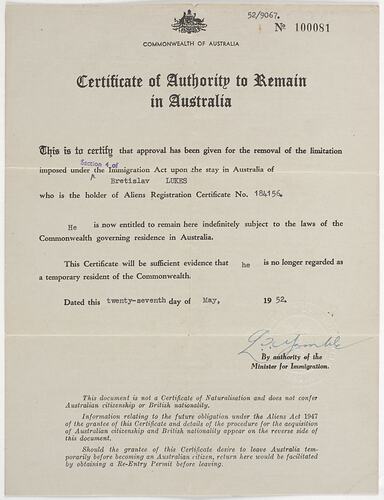 52/9067.
No 100081
COMMONWEALTH OF AUSTRALIA
Certificate of Authority to Remain
in Australia
This is to certify that approval has been given for the removal of the limitation
Section 4 of
imposed under the Immigration Act upon the stay in Australia of
Bretislav LUKES
who is the holder of Aliens Registration Certificate No. 184156.
He is now entitled to remain here indefinitely subject to the laws of the
Commonwealth governing residence in Australia.
This Certificate will be sufficient evidence that he is no longer regarded as
a temporary resident of the Commonwealth.
Dated this twenty-seventh day of May, 1952.
By authority of the
Minister for Immigration.
This document is not a Certificate of Naturalisation and does not confer
Australian citizenship or British nationality.
Information relating to the future obligation under the Aliens Act 1947
of the grantee of this Certificate and details of the procedure for the acquisition
of Australian citizenship and British nationality appear on the reverse side of
this document.
Should the grantee of this Certificate desire to leave Australia tem-
porarily before becoming an Australian citizen, return here would be facilitated
by obtaining a Re-Entry Permit before leaving.